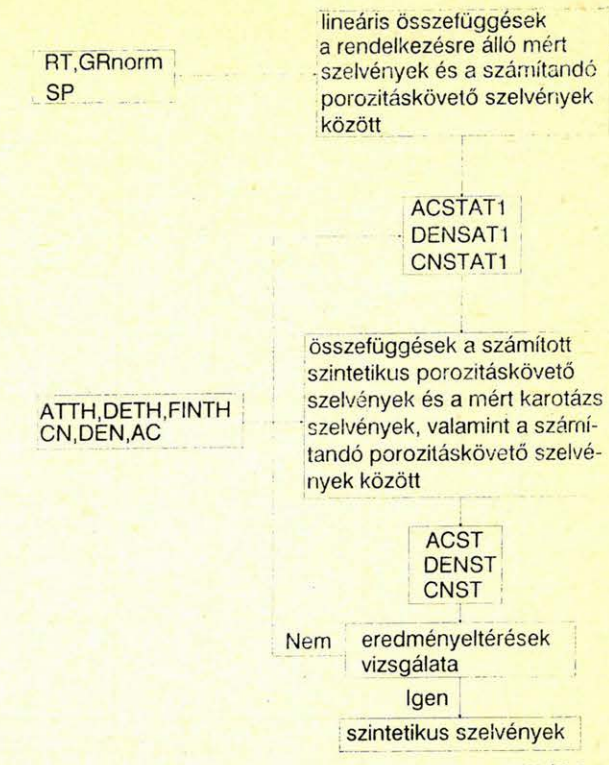 RT,GRnorm
SP
lineáris összefüggések
a rendelkezésre álló mért
szelvények és a számítandó
porozitáskövető szelvények
között
ACSTAT1
DENSAT1
CNSTAT1
ATTH,DETH,FINTH
CN,DEN,AC
összefüggések a számított
szintetikus porozitáskövető
szelvények és a mért karotázs
szelvények, valamint a számí-
tandó porozitáskövető szelvé-
nyek között
ACST
DENST
CNST
Nem
eredményeltérések
vizsgálata
Igen
szintetikus szelvények